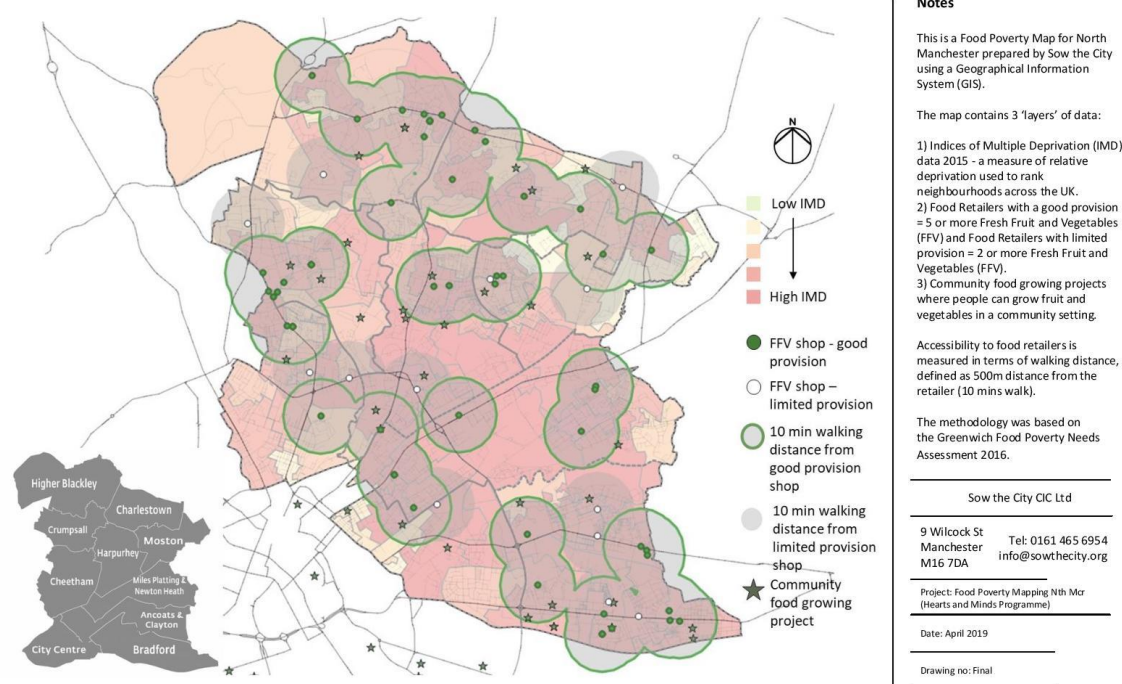 Notes
This is a Food Poverty Map for North
Manchester prepared by Sow the City
using a Geographical Information
System (GIS).
The map contains 3 ‘layers’ of data:
1) Indices of Multiple Deprivation (IMD)
data 2015 - a measure of relative
deprivation used to rank
neighbourhoods across the UK.
2) Food Retailers with a good provision
= 5 or more Fresh Fruit and Vegetables
(FFV) and Food Retailers with limited
provision = 2 or more Fresh Fruit and
Vegetables (FFV).
3) Community food growing projects
where people can grow fruit and
vegetables in a community setting.
Accessibility to food retailers is
measured in terms of walking distance,
defined as 500m distance from the
retailer (10 mins walk).
The methodology was based on
the Greenwich Food Poverty Needs
Assessment 2016.
Sow the City CIC Ltd
9 Wilcock St
Manchester
M16 7DA
Tel: 0161 465 6954
info@sowthecity.org
Project: Food Poverty Mapping Nth Mcr
(Hearts and Minds Programme)
Date: April 2019
Drawing no: Final
N
Low IMD
High IMD
FFV shop - good
provision
FFV shop –
limited provision
10 min walking
distance from
good provision
shop
10 min walking
distance from
limited provision
shop
Community
food growing
project
Higher Blackley
Charlestown
Crumpsall
Moston
Harpurhey
Cheetham
Miles Platting &
Newton Heath
Ancoats &
Clayton
City Centre
Bradford